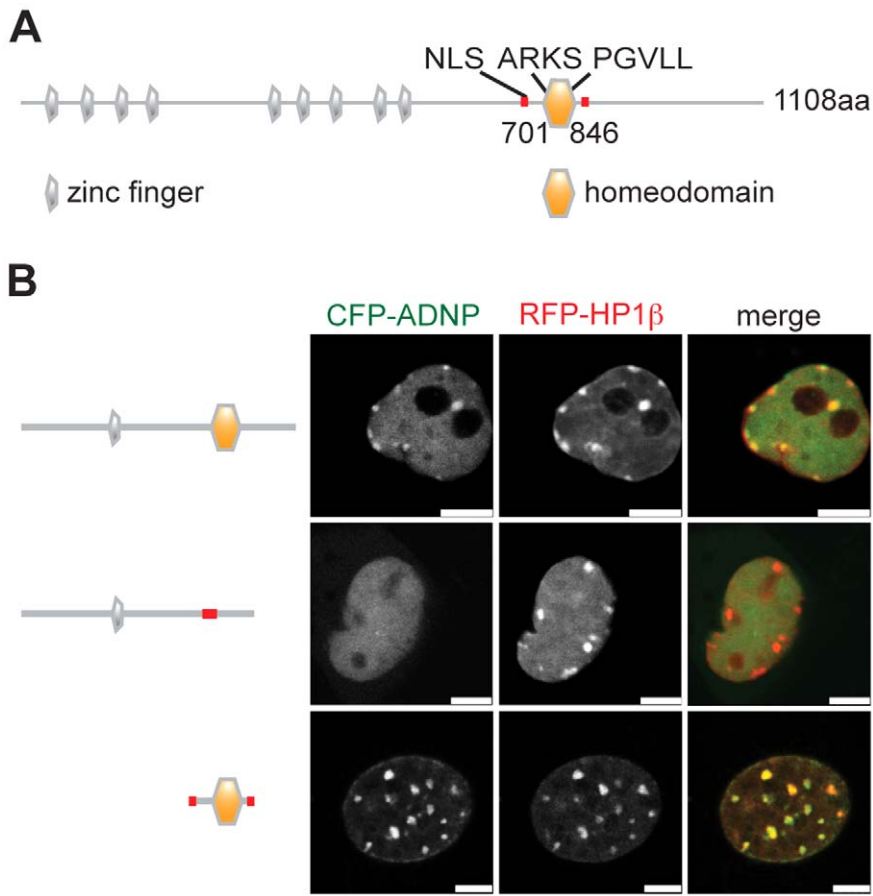 A
NLS ARKS PGVLL
1108aa
701 846
zinc finger homeodomain
B
CFP-ADNP RFP-HP1β merge